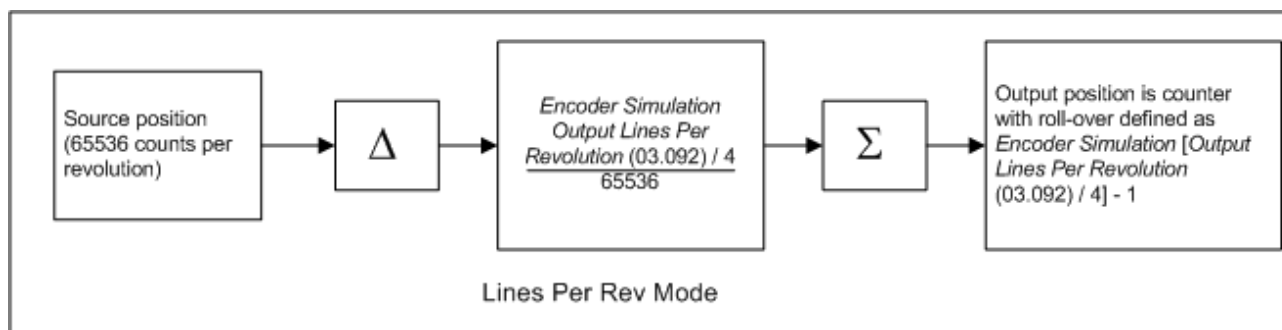 Source position
(65536 counts per
revolution)
Δ
Encoder Simulation
Output Lines Per
Revolution (03.092) / 4
65536
Σ
Output position is counter
with roll-over defined as
Encoder Simulation [Output
Lines Per Revolution
(03.092) / 4] - 1
Lines Per Rev Mode